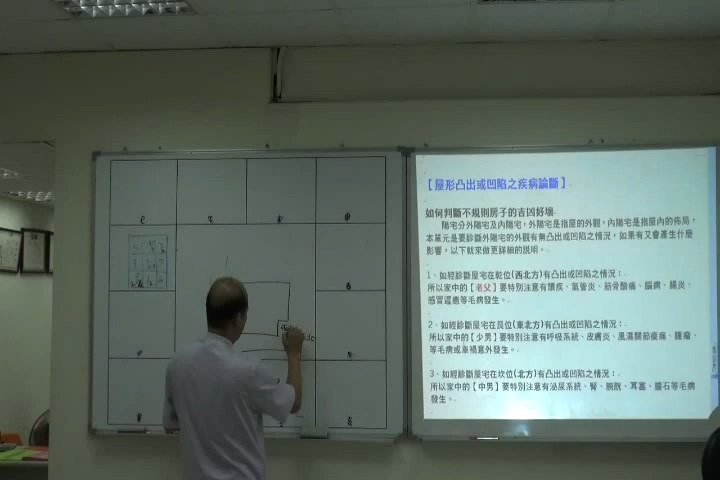 【屋形凸出或凹陷之疾病論斷】
如何判斷不規則房子的吉凶好壞
陽宅分外陽宅及內陽宅，外陽宅是指屋的外觀，內陽宅是指屋內的佈局，
本單元是要診斷外陽宅的外觀有無凸出或凹陷之情況，如果有又會產生什麼
影響，以下就來做更詳細的說明。
1、如經診斷屋宅在乾位(西北方)有凸出或凹陷之情況：
所以家中的【老父】要特別注意有頭疾、氣管炎、筋骨酸痛、腦病、腸炎、
感冒溫瘧等毛病發生。
2、如經診斷屋宅在艮位(東北方)有凸出或凹陷之情況：
所以家中的【少男】要特別注意有呼吸系統、皮膚炎、風濕關節痠痛、腫瘤、
等毛病或車禍意外發生。
3、如經診斷屋宅在坎位(北方)有凸出或凹陷之情況：
所以家中的【中男】要特別注意有泌尿系統、腎、膀胱、耳塞、膽石等毛病
發生。